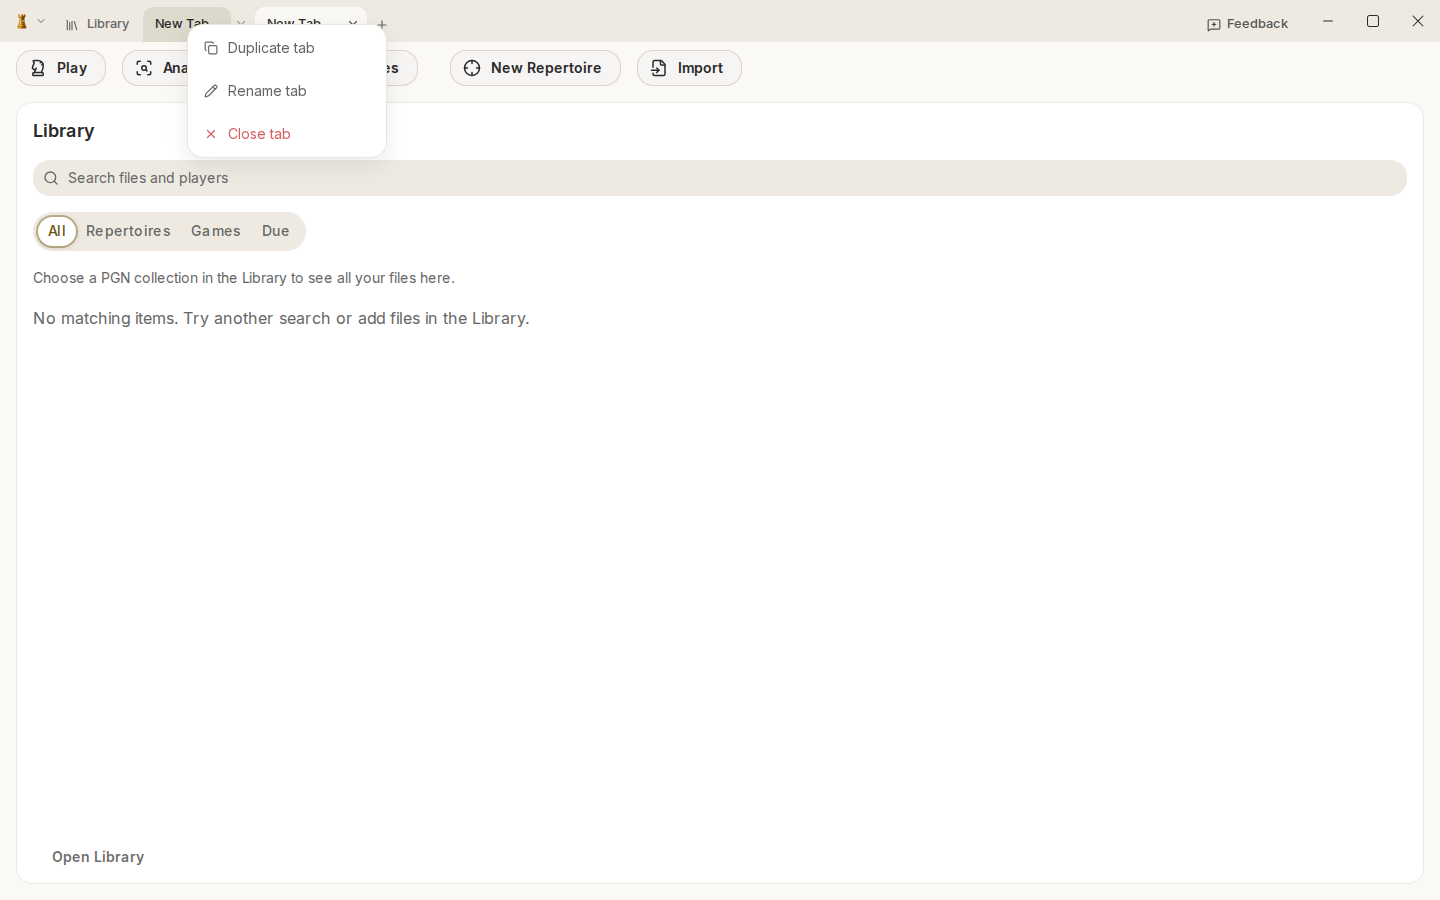 Library
New Tab
New Tab
Feedback
Duplicate tab
Rename tab
Close tab
Play
New Repertoire
Import
Library
Search files and players
All
Repertoires
Games
Due
Choose a PGN collection in the Library to see all your files here.
No matching items. Try another search or add files in the Library.
Open Library